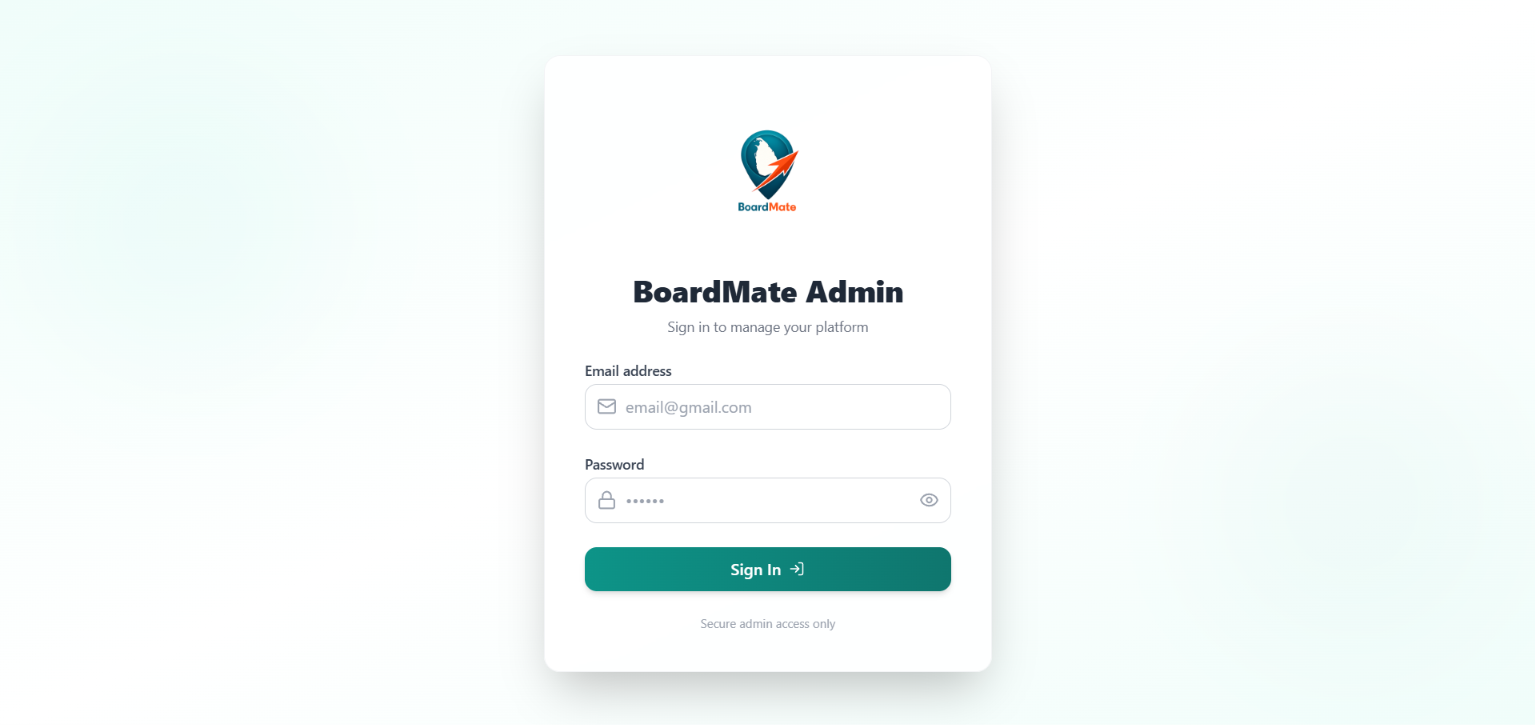 BoardMate
BoardMate Admin
Sign in to manage your platform
Email address
email@gmail.com
Password
••••••
Sign In
Secure admin access only